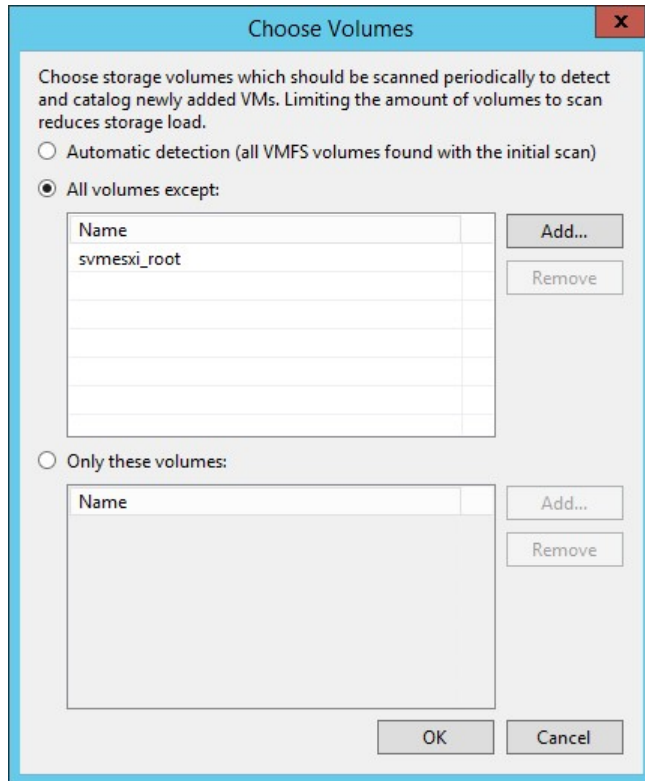 Choose Volumes
x
Choose storage volumes which should be scanned periodically to detect
and catalog newly added VMs. Limiting the amount of volumes to scan
reduces storage load.
Automatic detection (all VMFS volumes found with the initial scan)
All volumes except:
Name
Add...
svmesxi_root
Remove
Only these volumes:
Name
Add...
Remove
OK
Cancel